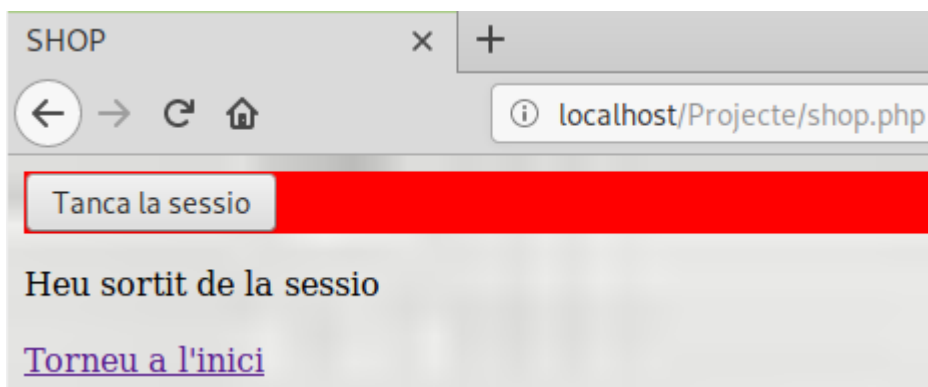 SHOP
localhost/Projecte/shop.php
Tanca la sessio
Heu sortit de la sessio
Torneu a l'inici